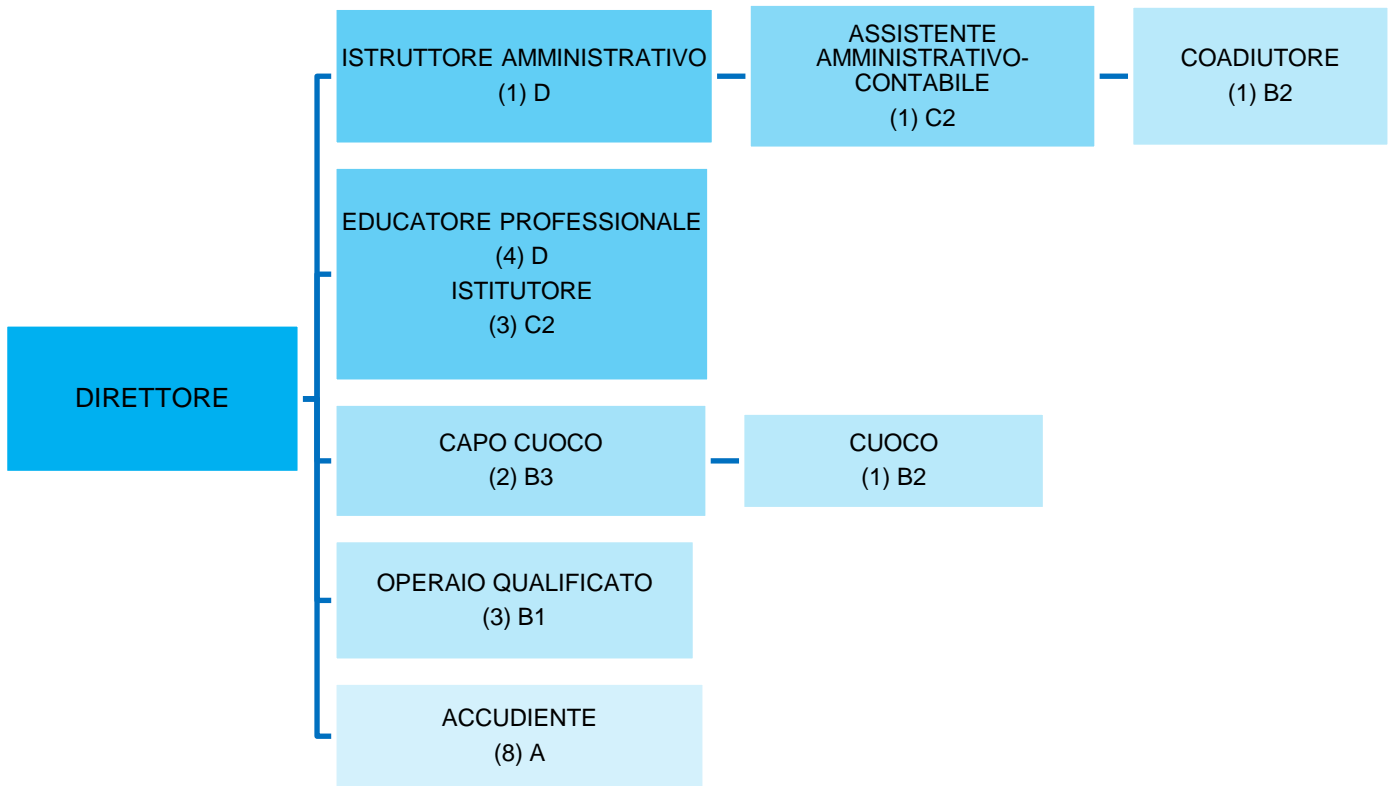 DIRETTORE
ISTRUTTORE AMMINISTRATIVO
(1) D
ASSISTENTE
AMMINISTRATIVO-
CONTABILE
(1) C2
COADIUTORE
(1) B2
EDUCATORE PROFESSIONALE
(4) D
ISTITUTORE
(3) C2
CAPO CUOCO
(2) B3
CUOCO
(1) B2
OPERAIO QUALIFICATO
(3) B1
ACCUDIENTE
(8) A